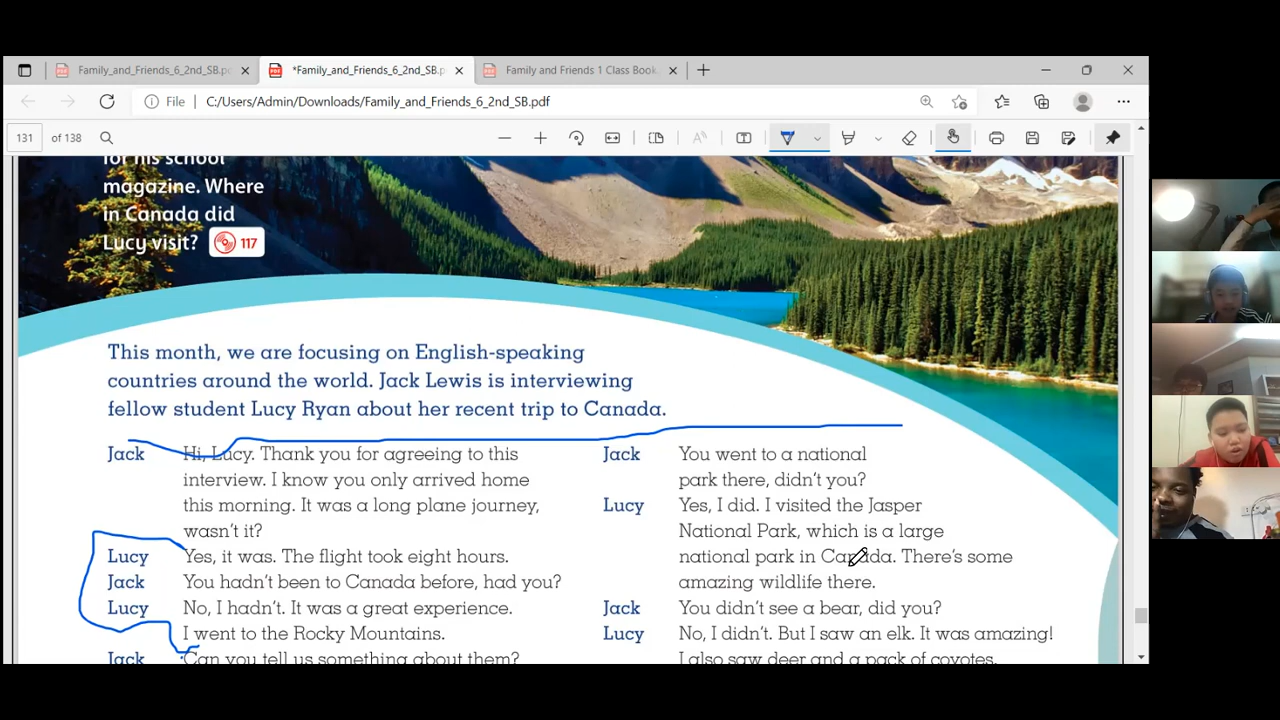 Family_and_Friends_6_2nd_SB.pc
*Family_and_Friends_6_2nd_SB.p
Family and Friends 1 Class Book.
File
C:/Users/Admin/Downloads/Family_and_Friends_6_2nd_SB.pdf
131 of 138
for his school
magazine. Where
in Canada did
Lucy visit? 117
This month, we are focusing on English-speaking
countries around the world. Jack Lewis is interviewing
fellow student Lucy Ryan about her recent trip to Canada.
Jack Hi, Lucy. Thank you for agreeing to this
interview. I know you only arrived home
this morning. It was a long plane journey,
wasn't it?
Lucy Yes, it was. The flight took eight hours.
Jack You hadn't been to Canada before, had you?
Lucy No, I hadn't. It was a great experience.
I went to the Rocky Mountains.
Jack Can you tell us something about them?
Jack You went to a national
park there, didn't you?
Lucy Yes, I did. I visited the Jasper
National Park, which is a large
national park in Canada. There's some
amazing wildlife there.
Jack You didn't see a bear, did you?
Lucy No, I didn't. But I saw an elk. It was amazing!
I also saw deer and a pack of coyotes.